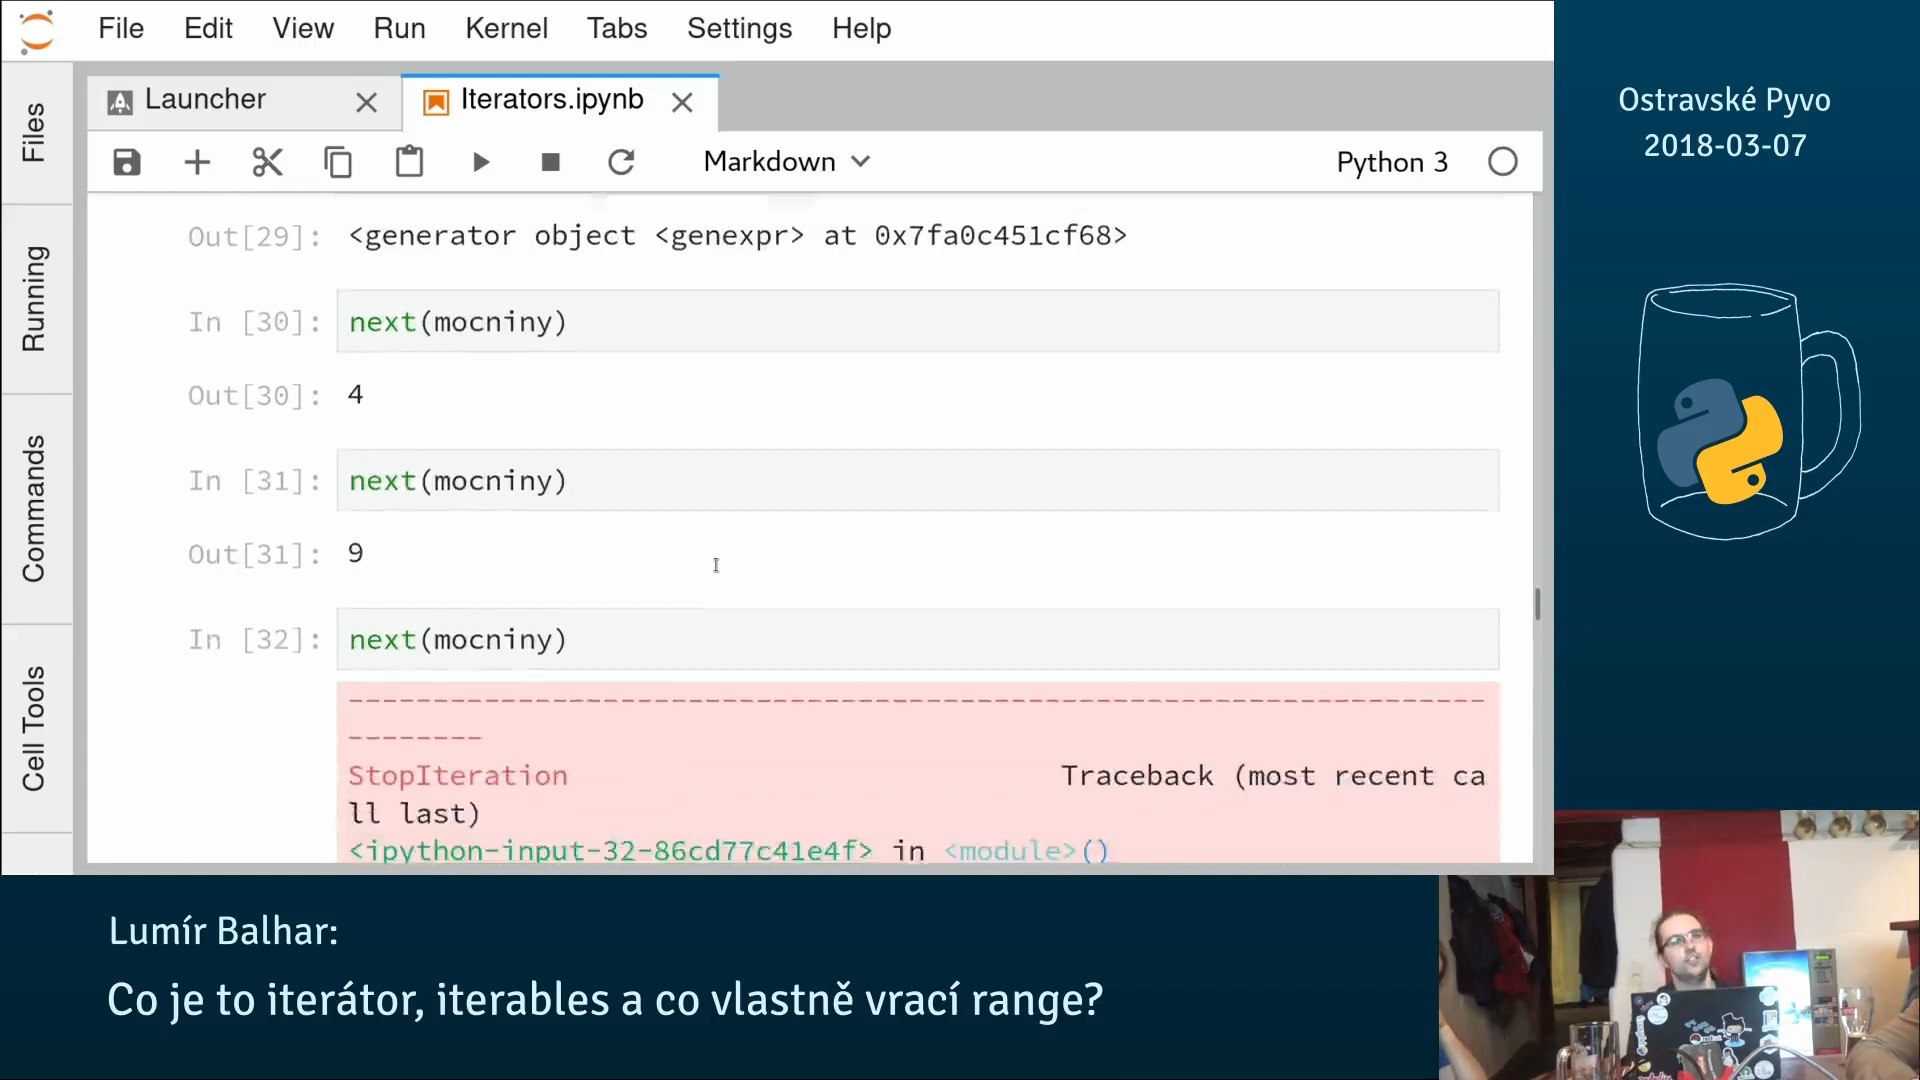 File Edit View Run Kernel Tabs Settings Help
Files
Running
Commands
Cell Tools
Launcher
Iterators.ipynb
Markdown
Python 3
Out[29]: <generator object <genexpr> at 0x7fa0c451cf68>
In [30]: next(mocniny)
Out[30]: 4
In [31]: next(mocniny)
Out[31]: 9
In [32]: next(mocniny)
---------------------------------------------------------------------------
StopIteration Traceback (most recent ca
ll last)
<ipython-input-32-86cd77c41e4f> in <module>()
Ostravské Pyvo
2018-03-07
Lumír Balhar:
Co je to iterátor, iterables a co vlastně vrací range?